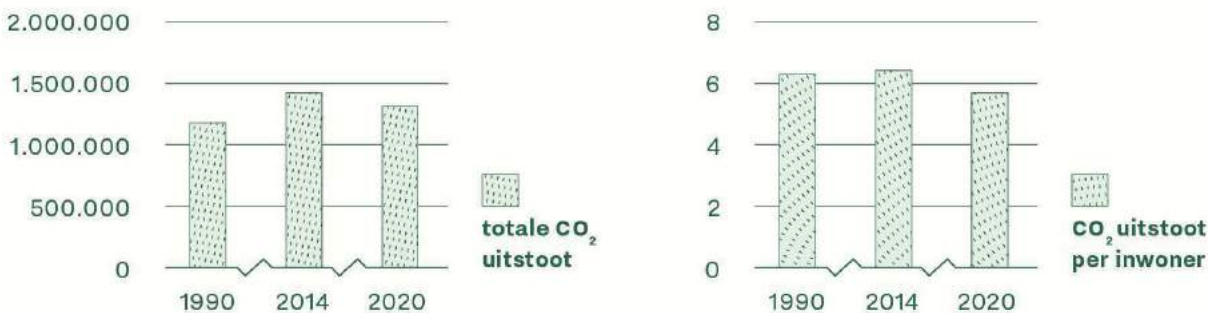 2.000.000
1.500.000
1.000.000
500.000
0
1990 2014 2020
totale CO₂
uitstoot
8
6
4
2
0
1990 2014 2020
CO₂ uitstoot
per inwoner